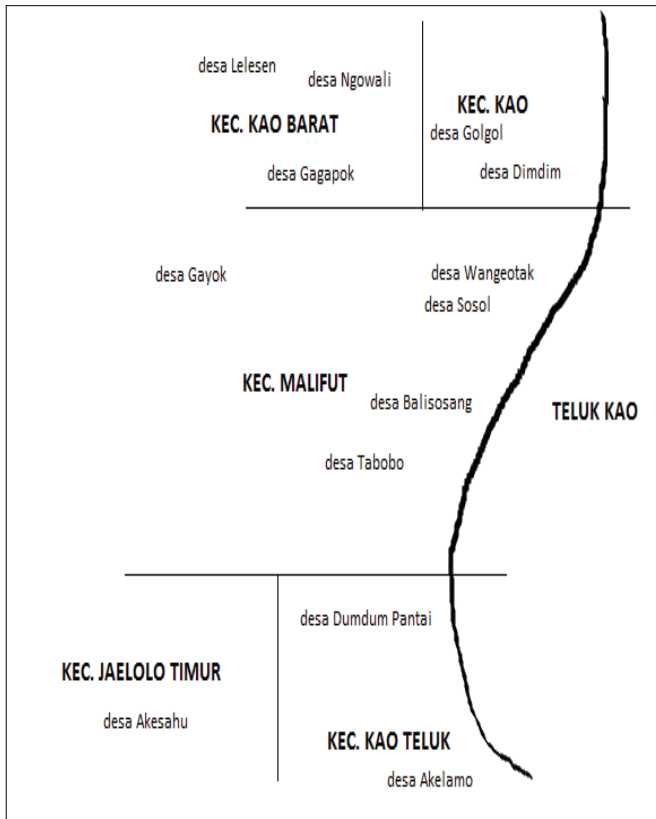 desa Lelesen
desa Ngowali
KEC. KAO BARAT
desa Gagapok
KEC. KAO
desa Golgol
desa Dimdim
desa Gayok
desa Wangeotak
desa Sosol
KEC. MALIFUT
desa Balisosang
TELUK KAO
desa Tabobo
desa Dumdum Pantai
KEC. JAELOLO TIMUR
desa Akesahu
KEC. KAO TELUK
desa Akelamo